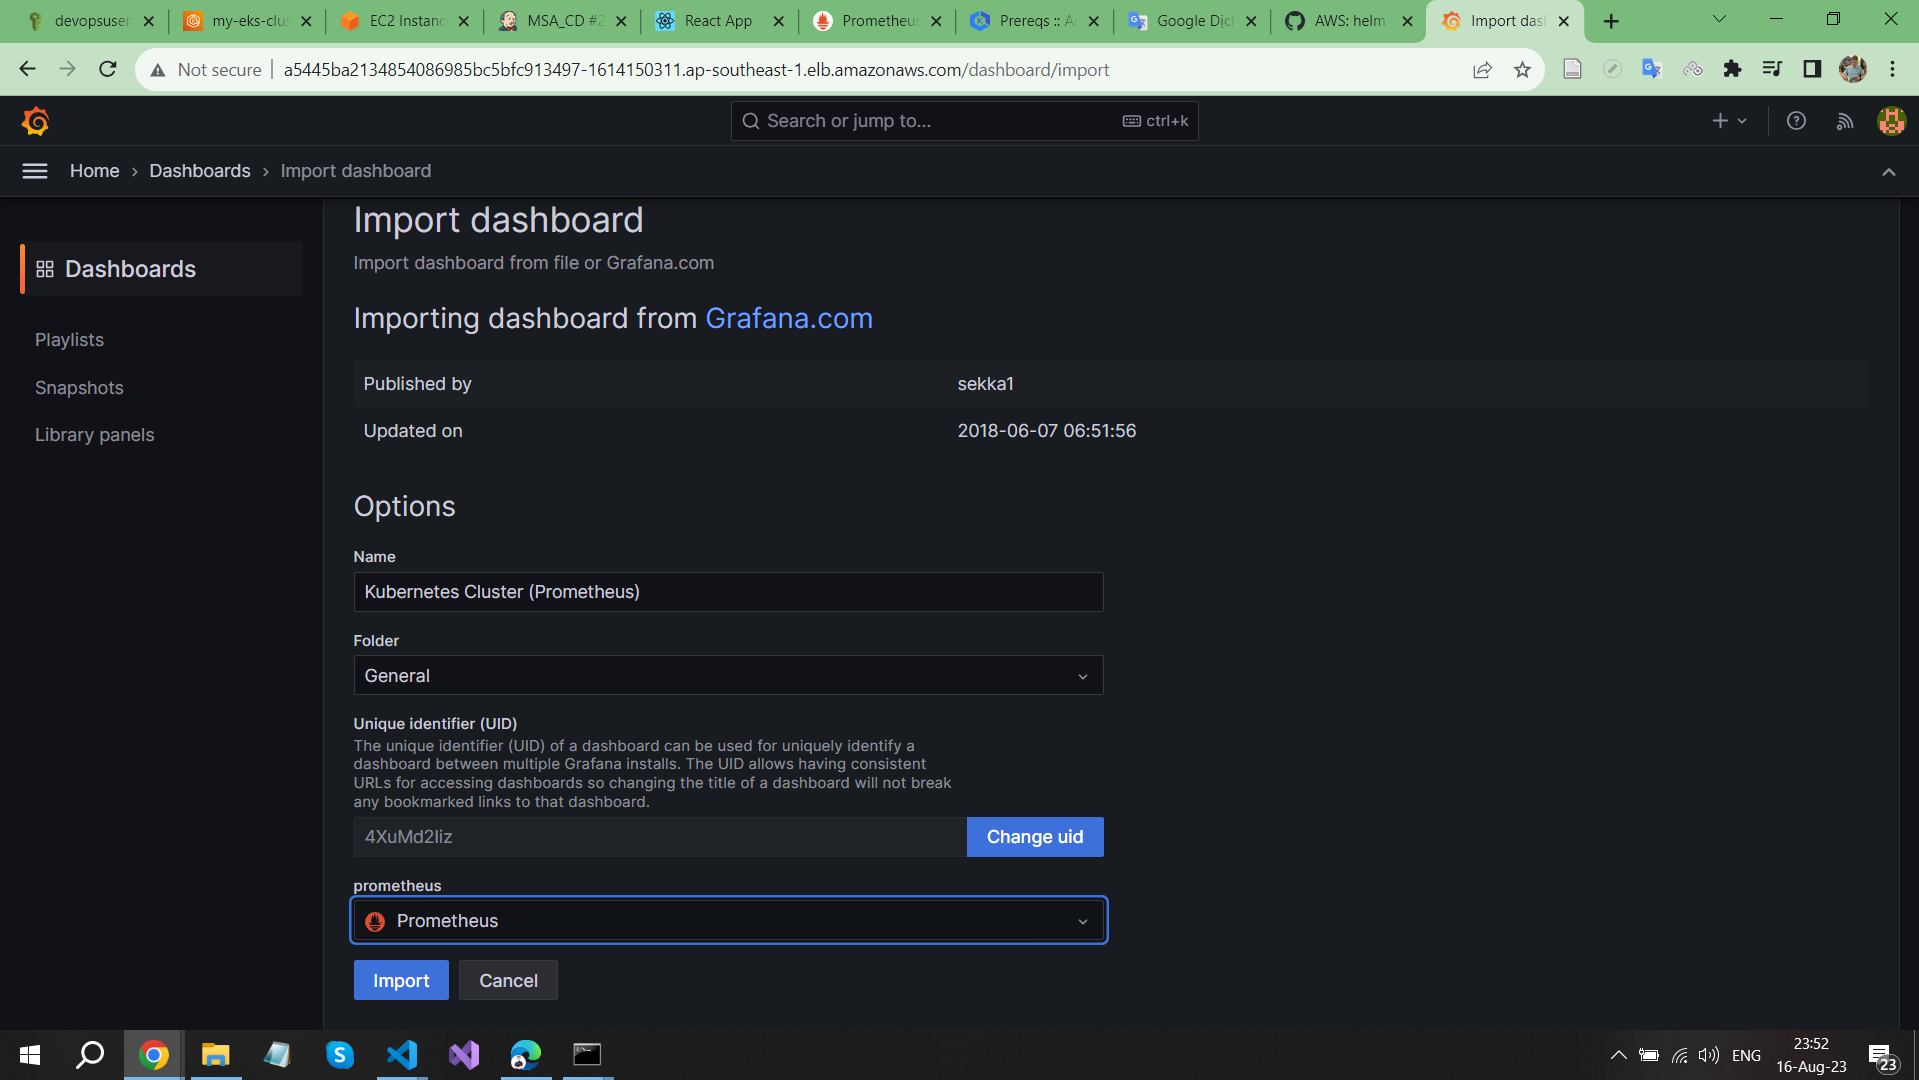 devopsuser
my-eks-clus
EC2 Instanc
MSA_CD #2
React App
Prometheus
Prereqs :: A
Google Dịch
AWS: helm
Import dash
Not secure
a5445ba2134854086985bc5bfc913497-1614150311.ap-southeast-1.elb.amazonaws.com/dashboard/import
Search or jump to...
ctrl+k
Home › Dashboards › Import dashboard
Import dashboard
Import dashboard from file or Grafana.com
Dashboards
Playlists
Snapshots
Library panels
Importing dashboard from Grafana.com
Published by
sekka1
Updated on
2018-06-07 06:51:56
Options
Name
Kubernetes Cluster (Prometheus)
Folder
General
Unique identifier (UID)
The unique identifier (UID) of a dashboard can be used for uniquely identify a
dashboard between multiple Grafana installs. The UID allows having consistent
URLs for accessing dashboards so changing the title of a dashboard will not break
any bookmarked links to that dashboard.
4XuMd2Iiz
Change uid
prometheus
Prometheus
Import
Cancel
ENG
23:52
16-Aug-23
23